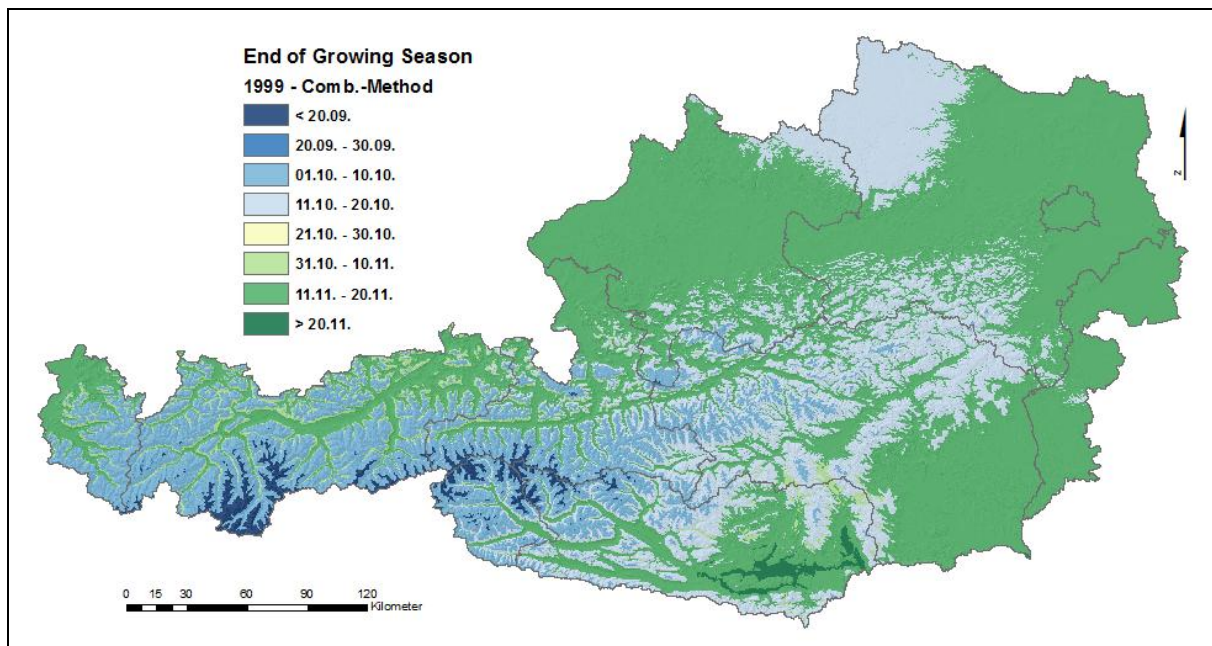 End of Growing Season
1999 - Comb.-Method
< 20.09.
20.09. - 30.09.
01.10. - 10.10.
11.10. - 20.10.
21.10. - 30.10.
31.10. - 10.11.
11.11. - 20.11.
> 20.11.
z
0 15 30 60 90 120
Kilometer